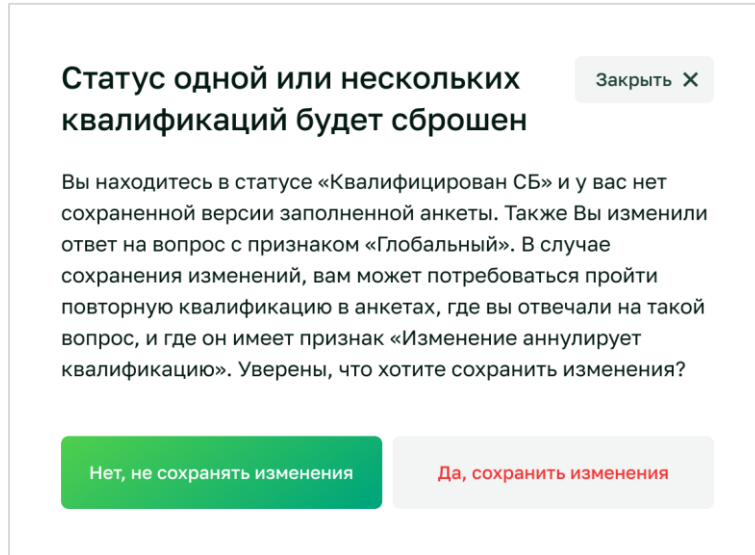 Статус одной или нескольких
квалификаций будет сброшен
Закрыть
Вы находитесь в статусе «Квалифицирован СБ» и у вас нет
сохраненной версии заполненной анкеты. Также Вы изменили
ответ на вопрос с признаком «Глобальный». В случае
сохранения изменений, вам может потребоваться пройти
повторную квалификацию в анкетах, где вы отвечали на такой
вопрос, и где он имеет признак «Изменение аннулирует
квалификацию». Уверены, что хотите сохранить изменения?
Нет, не сохранять изменения
Да, сохранить изменения